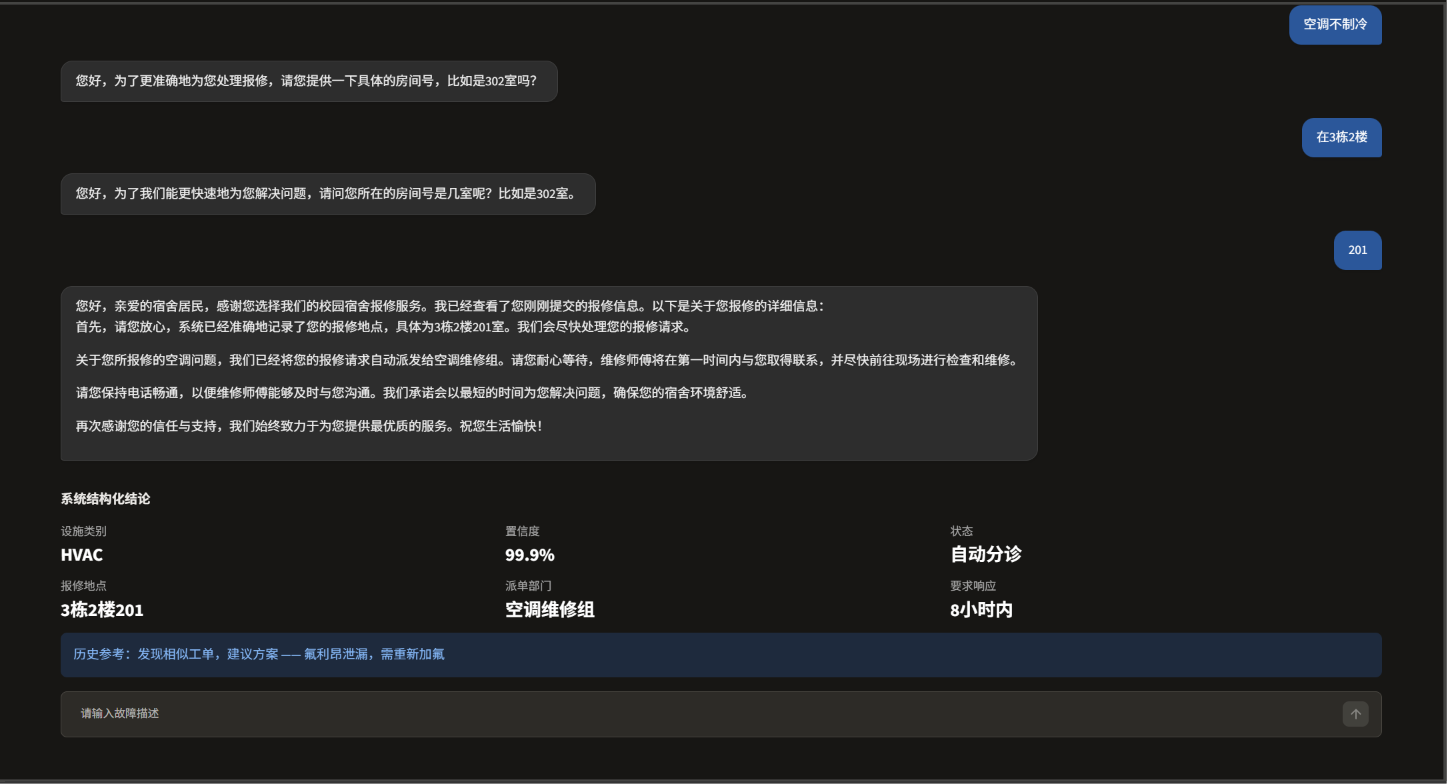 空调不制冷
您好，为了更准确地为您处理报修，请您提供一下具体的房间号，比如是302室吗？
在3栋2楼
您好，为了我们能更快速地为您解决问题，请问您所在的房间号是几室呢？比如是302室。
201
您好，亲爱的宿舍居民，感谢您选择我们的校园宿舍报修服务。我已经查看了您刚刚提交的报修信息。以下是关于您报修的详细信息：
首先，请您放心，系统已经准确地记录了您的报修地点，具体为3栋2楼201室。我们会尽快处理您的报修请求。
关于您所报修的空调问题，我们已经将您的报修请求自动派发给空调维修组。请您耐心等待，维修师傅将在第一时间内与您取得联系，并尽快前往现场进行检查和维修。
请您保持电话畅通，以便维修师傅能够及时与您沟通。我们承诺会以最短的时间为您解决问题，确保您的宿舍环境舒适。
再次感谢您的信任与支持，我们始终致力于为您提供最优质的服务。祝您生活愉快！
系统结构化结论
设施类别
HVAC
置信度
99.9%
状态
自动分诊
报修地点
3栋2楼201
派单部门
空调维修组
要求响应
8小时内
历史参考：发现相似工单，建议方案 —— 氟利昂泄漏，需重新加氟
请输入故障描述